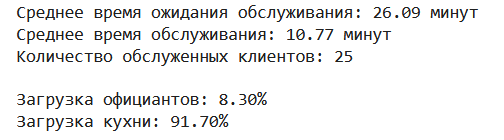 Среднее время ожидания обслуживания: 26.09 минут
Среднее время обслуживания: 10.77 минут
Количество обслуженных клиентов: 25
Загрузка официантов: 8.30%
Загрузка кухни: 91.70%